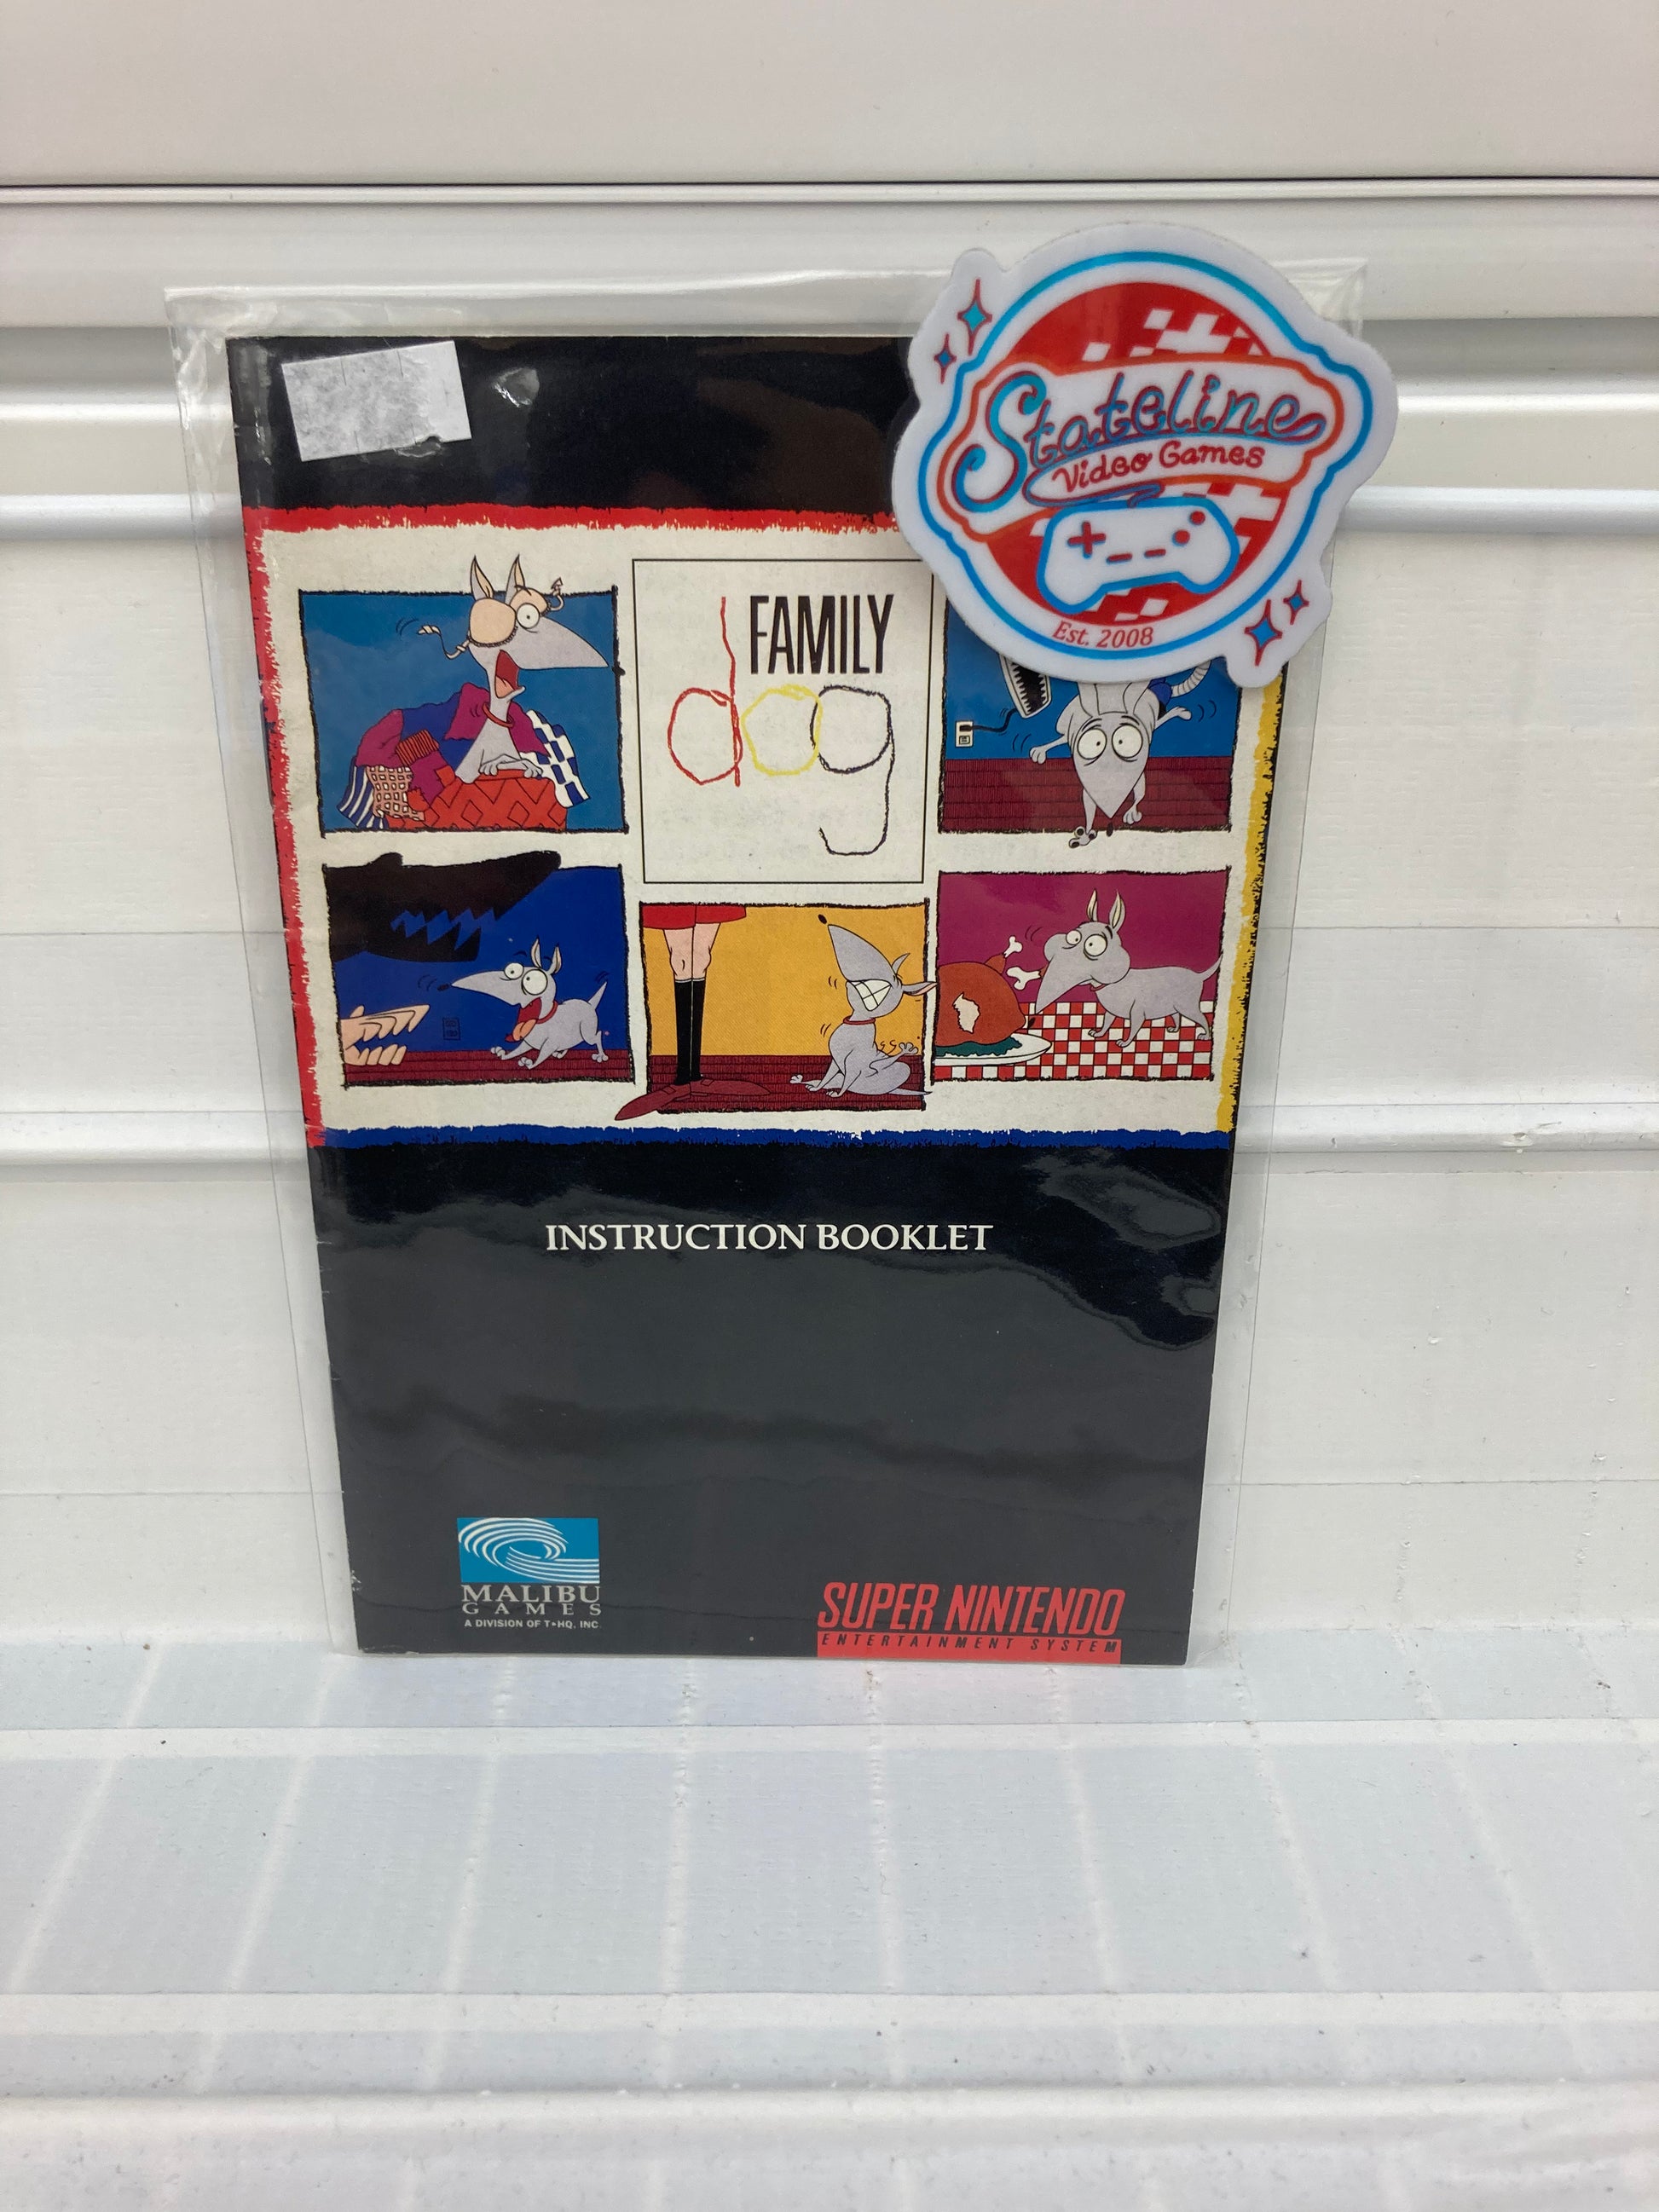 Stateline
Video Games
Est. 2008
FAMILY
dog
INSTRUCTION BOOKLET
MALIBU
GAMES
A DIVISION OF T•HQ, INC.
SUPER NINTENDO
ENTERTAINMENT SYSTEM